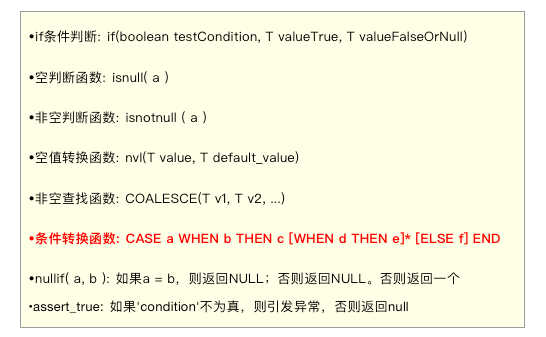 •if条件判断: if(boolean testCondition, T valueTrue, T valueFalseOrNull)
•空判断函数: isnull( a )
•非空判断函数: isnotnull ( a )
•空值转换函数: nvl(T value, T default_value)
•非空查找函数: COALESCE(T v1, T v2, ...)
•条件转换函数: CASE a WHEN b THEN c [WHEN d THEN e]* [ELSE f] END
•nullif( a, b ): 如果a = b，则返回NULL；否则返回NULL。否则返回一个
•assert_true: 如果'condition'不为真，则引发异常，否则返回null